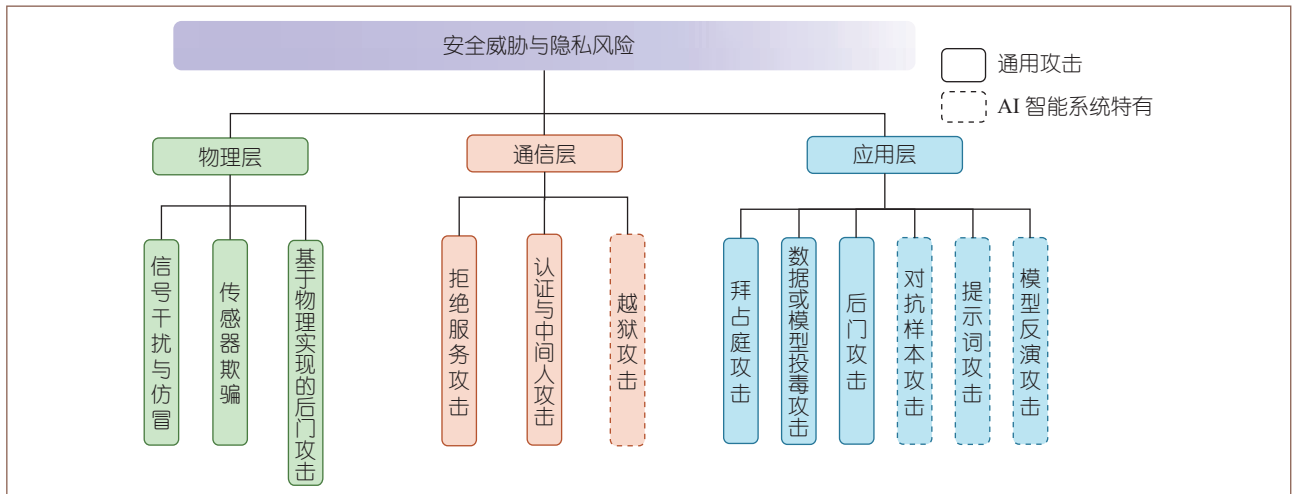 安全威胁与隐私风险
通用攻击
AI 智能系统特有
物理层
通信层
应用层
信号干扰与仿冒
传感器欺骗
基于物理实现的后门攻击
拒绝服务攻击
认证与中间人攻击
越狱攻击
拜占庭攻击
数据或模型投毒攻击
后门攻击
对抗样本攻击
提示词攻击
模型反演攻击